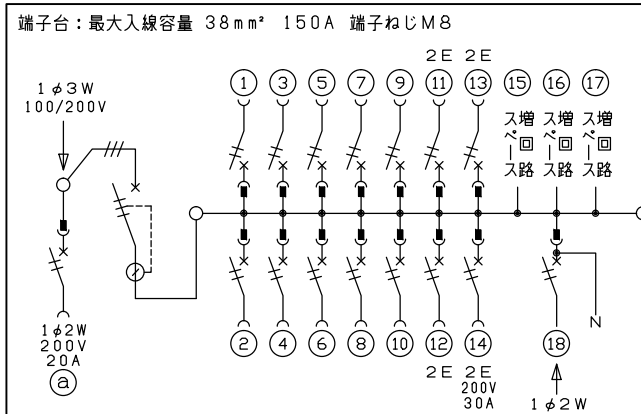 端子台：最大入線容量 38mm² 150A 端子ねじM8
2E 2E
① ③ ⑤ ⑦ ⑨ ⑪ ⑬ ⑮ ⑯ ⑰
1φ3W
100/200V
増回路
スペース
増回路
スペース
増回路
スペース
1φ2W
200V
20A
ⓐ
N
② ④ ⑥ ⑧ ⑩ ⑫ ⑭ ⑱
2E 2E
200V
30A
1φ2W